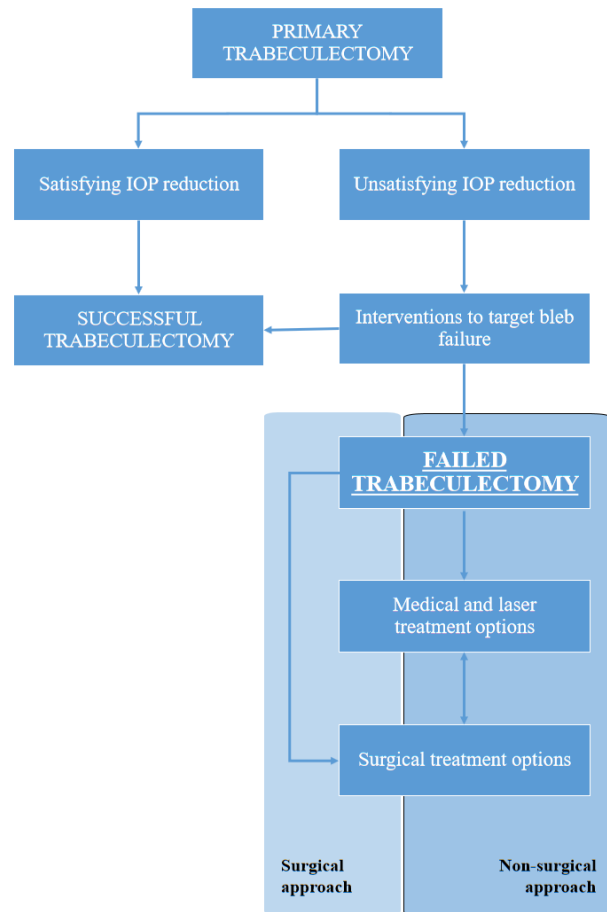 PRIMARY
TRABECULECTOMY
Satisfying IOP reduction
Unsatisfying IOP reduction
SUCCESSFUL
TRABECULECTOMY
Interventions to target bleb
failure
FAILED
TRABECULECTOMY
Medical and laser
treatment options
Surgical treatment options
Surgical
approach
Non-surgical
approach